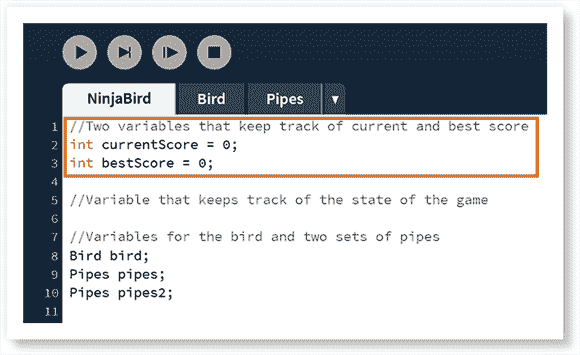 NinjaBird Bird Pipes ▼
1 //Two variables that keep track of current and best score
2 int currentScore = 0;
3 int bestScore = 0;
4
5 //Variable that keeps track of the state of the game
6
7 //Variables for the bird and two sets of pipes
8 Bird bird;
9 Pipes pipes;
10 Pipes pipes2;
11